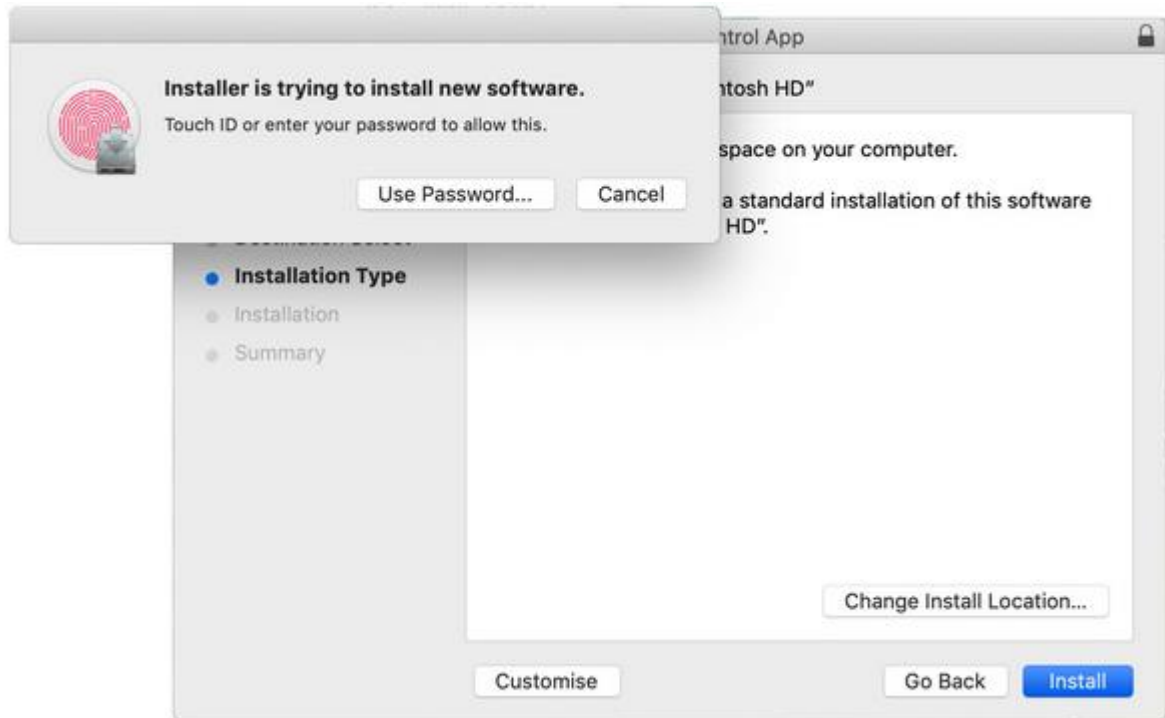 Installer is trying to install new software.
Touch ID or enter your password to allow this.
Use Password... Cancel
ntrol App
ntosh HD"
space on your computer.
a standard installation of this software
HD".
Installation Type
Installation
Summary
Change Install Location...
Customise Go Back Install